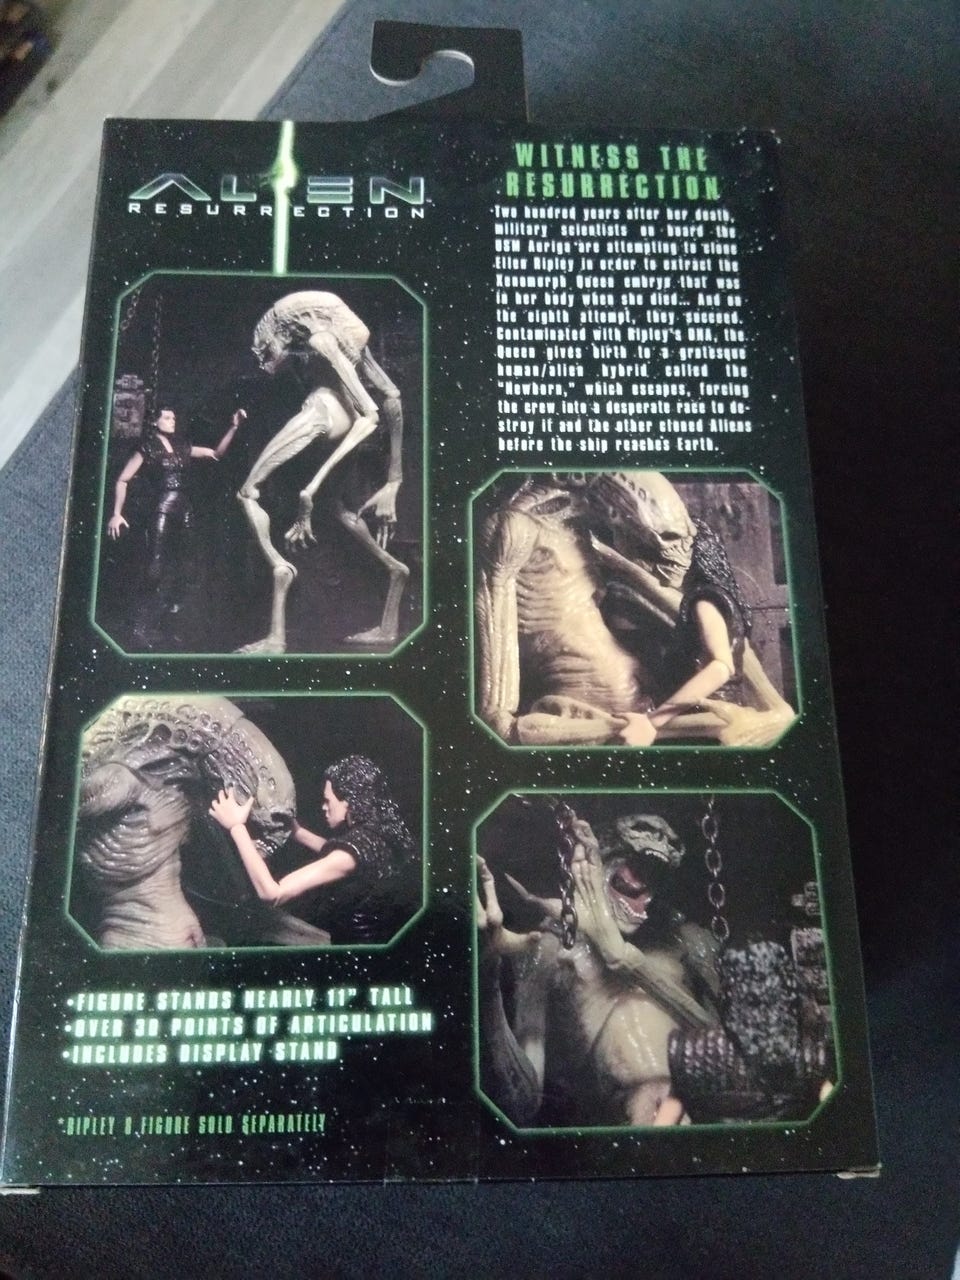 ALIEN
RESURRECTION
WITNESS THE
RESURRECTION
Two hundred years after her death,
military scientists on board the
USM Auriga are attempting to clone
Ellen Ripley in order to extract the
Xenomorph Queen embryo that was
in her body when she died... And on
the eighth attempt, they succeed.
Contaminated with Ripley's DNA, the
Queen gives birth to a grotesque
human/alien hybrid called the
"Newborn," which escapes, forcing
the crew into a desperate race to de-
stroy it and the other cloned Aliens
before the ship reaches Earth.
•FIGURE STANDS NEARLY 11" TALL
•OVER 30 POINTS OF ARTICULATION
•INCLUDES DISPLAY STAND
*RIPLEY 8 FIGURE SOLD SEPARATELY